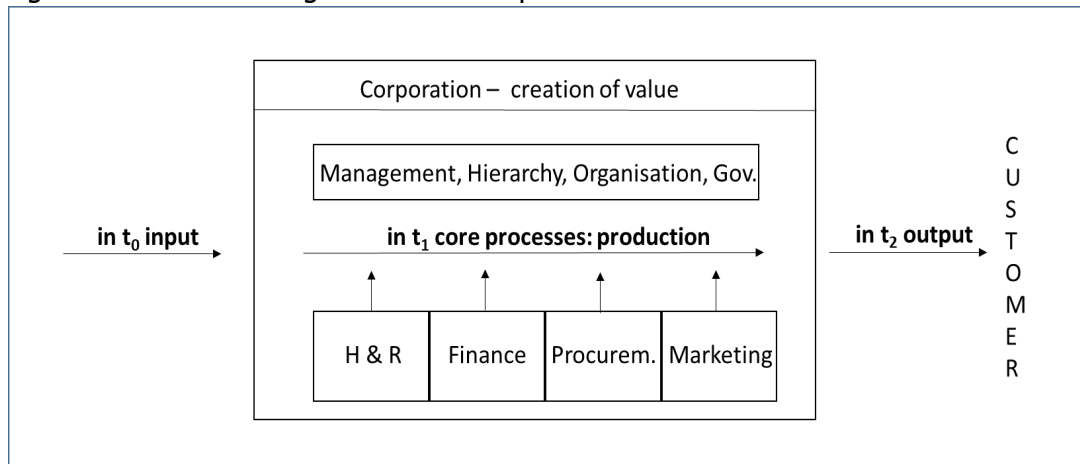 Corporation – creation of value
Management, Hierarchy, Organisation, Gov.
in t₀ input
in t₁ core processes: production
in t₂ output
H & R
Finance
Procurem.
Marketing
C
U
S
T
O
M
E
R